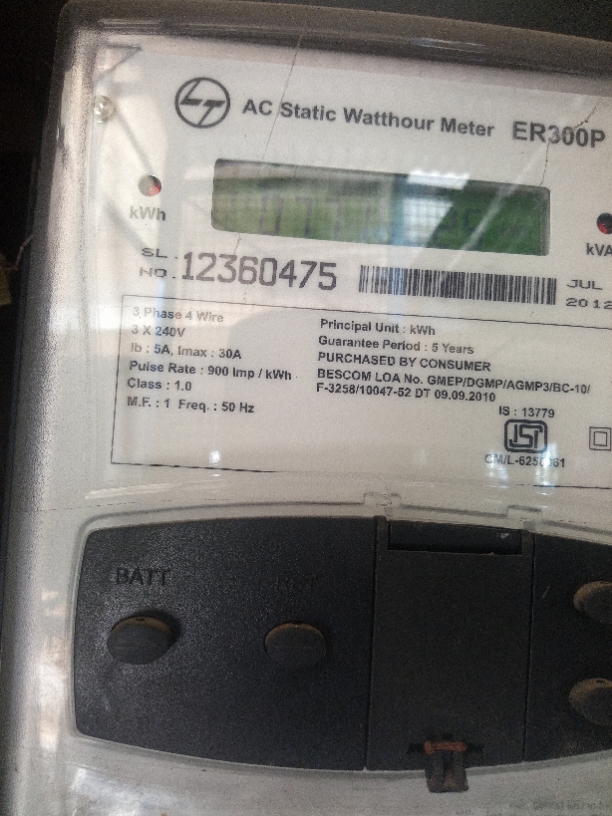 LT AC Static Watthour Meter ER300P
kWh
kVA
SL.
NO. 12360475
JUL
2012
3 Phase 4 Wire
3 X 240V
Ib : 5A, Imax : 30A
Pulse Rate : 900 Imp / kWh
Class : 1.0
M.F. : 1 Freq. : 50 Hz
Principal Unit : kWh
Guarantee Period : 5 Years
PURCHASED BY CONSUMER
BESCOM LOA No. GMEP/DGMP/AGMP3/BC-10/
F-3258/10047-52 DT 09.09.2010
IS : 13779
ISI
BATT